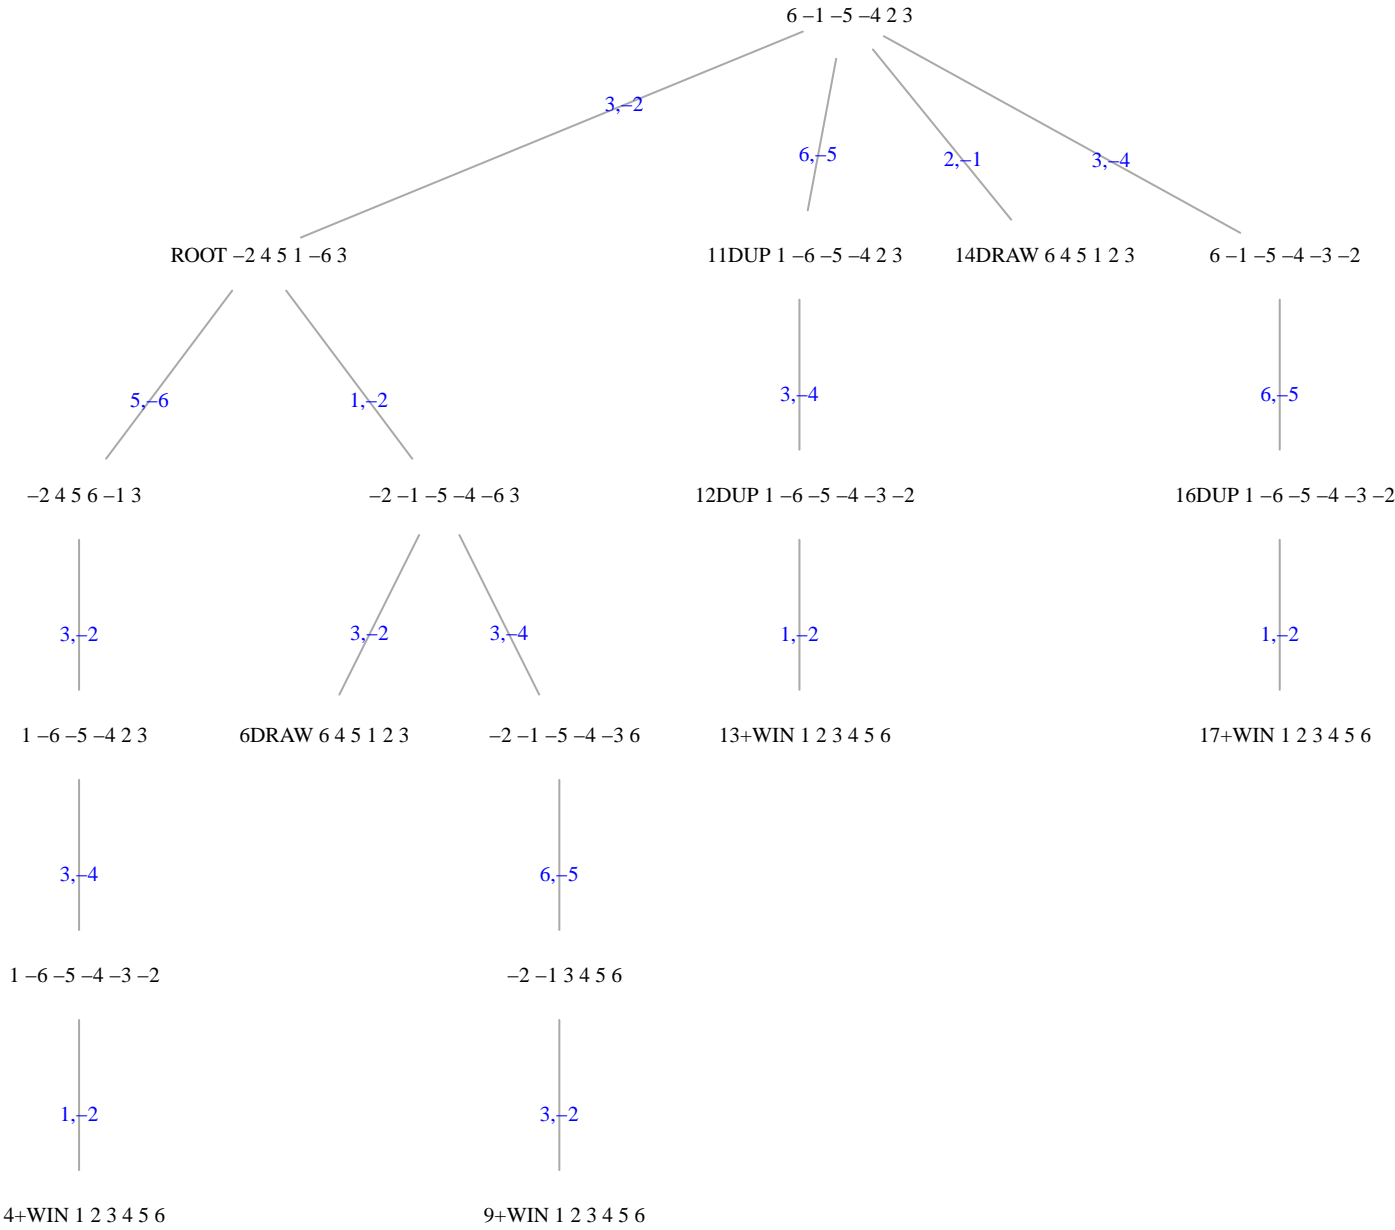 6 –1 –5 –4 2 3
3,–2
6,–5
2,–1
3,–4
ROOT –2 4 5 1 –6 3
11DUP 1 –6 –5 –4 2 3
14DRAW 6 4 5 1 2 3
6 –1 –5 –4 –3 –2
5,–6
1,–2
3,–4
6,–5
–2 4 5 6 –1 3
–2 –1 –5 –4 –6 3
12DUP 1 –6 –5 –4 –3 –2
16DUP 1 –6 –5 –4 –3 –2
3,–2
3,–2
3,–4
1,–2
1,–2
1 –6 –5 –4 2 3
6DRAW 6 4 5 1 2 3
–2 –1 –5 –4 –3 6
13+WIN 1 2 3 4 5 6
17+WIN 1 2 3 4 5 6
3,–4
6,–5
1 –6 –5 –4 –3 –2
–2 –1 3 4 5 6
1,–2
3,–2
4+WIN 1 2 3 4 5 6
9+WIN 1 2 3 4 5 6